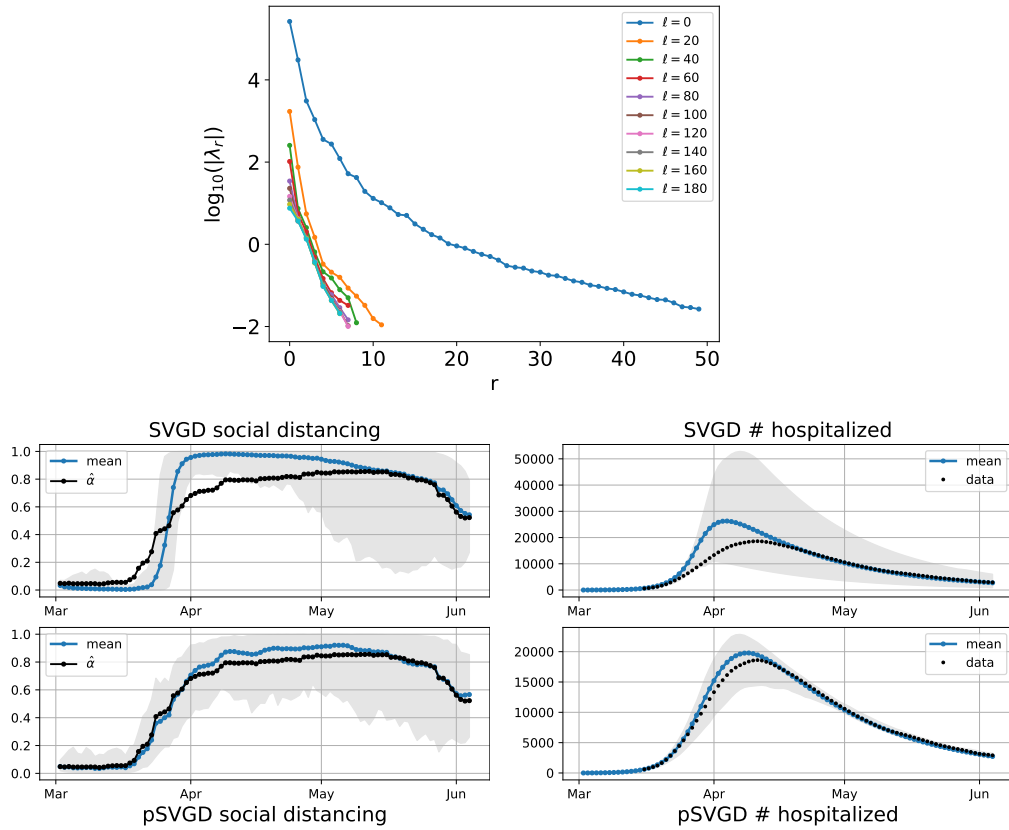 ℓ = 0
ℓ = 20
ℓ = 40
ℓ = 60
ℓ = 80
ℓ = 100
ℓ = 120
ℓ = 140
ℓ = 160
ℓ = 180
log₁₀(|λᵣ|)
4
2
0
−2
0 10 20 30 40 50
r
SVGD social distancing
mean
α̂
1.0
0.8
0.6
0.4
0.2
0.0
Mar Apr May Jun
SVGD # hospitalized
mean
data
50000
40000
30000
20000
10000
0
Mar Apr May Jun
mean
α̂
1.0
0.8
0.6
0.4
0.2
0.0
Mar Apr May Jun
pSVGD social distancing
mean
data
20000
15000
10000
5000
0
Mar Apr May Jun
pSVGD # hospitalized